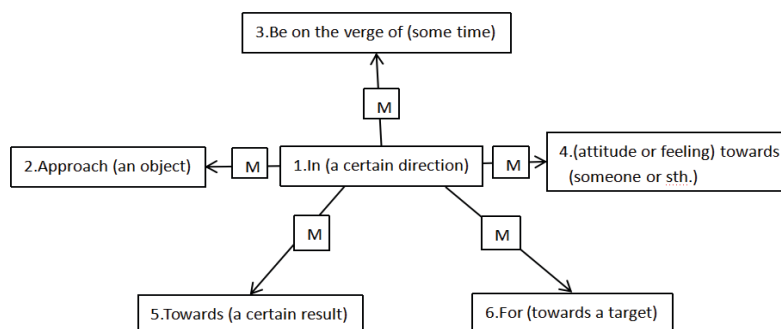 3.Be on the verge of (some time)
M
2.Approach (an object)
M
1.In (a certain direction)
M
4.(attitude or feeling) towards
(someone or sth.)
M
M
5.Towards (a certain result)
6.For (towards a target)